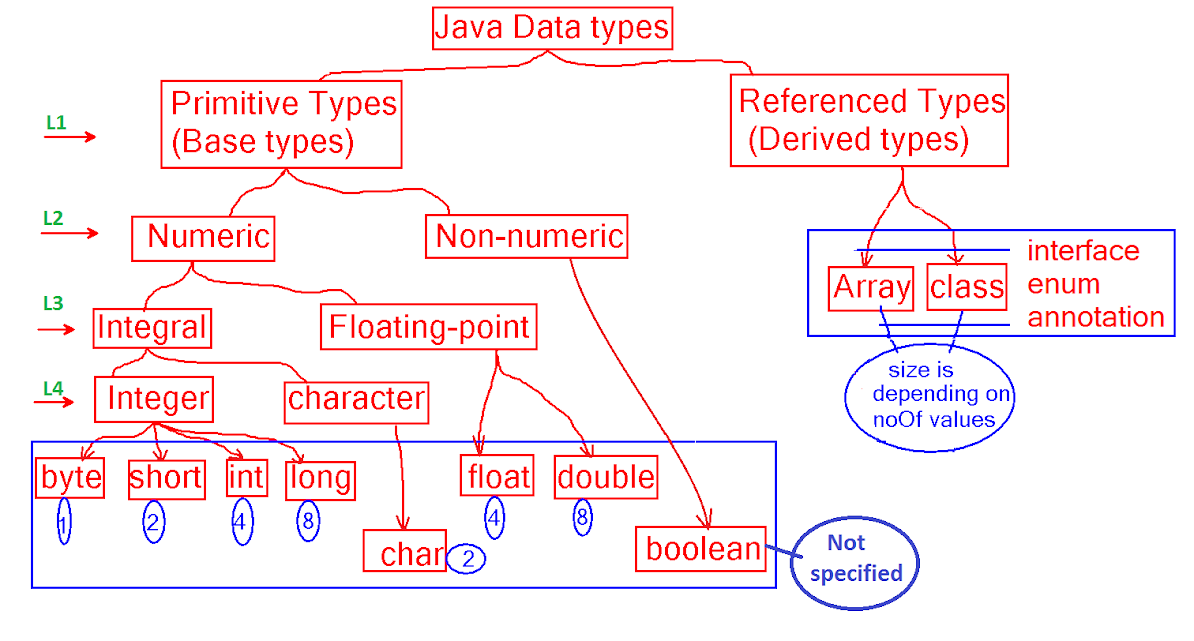 Java Data types
L1
Primitive Types
(Base types)
Referenced Types
(Derived types)
L2
Numeric
Non-numeric
interface
Array
class
enum
annotation
L3
Integral
Floating-point
size is
depending on
noOf values
L4
Integer
character
byte
short
int
long
float
double
1
2
4
8
4
8
char
2
boolean
Not
specified